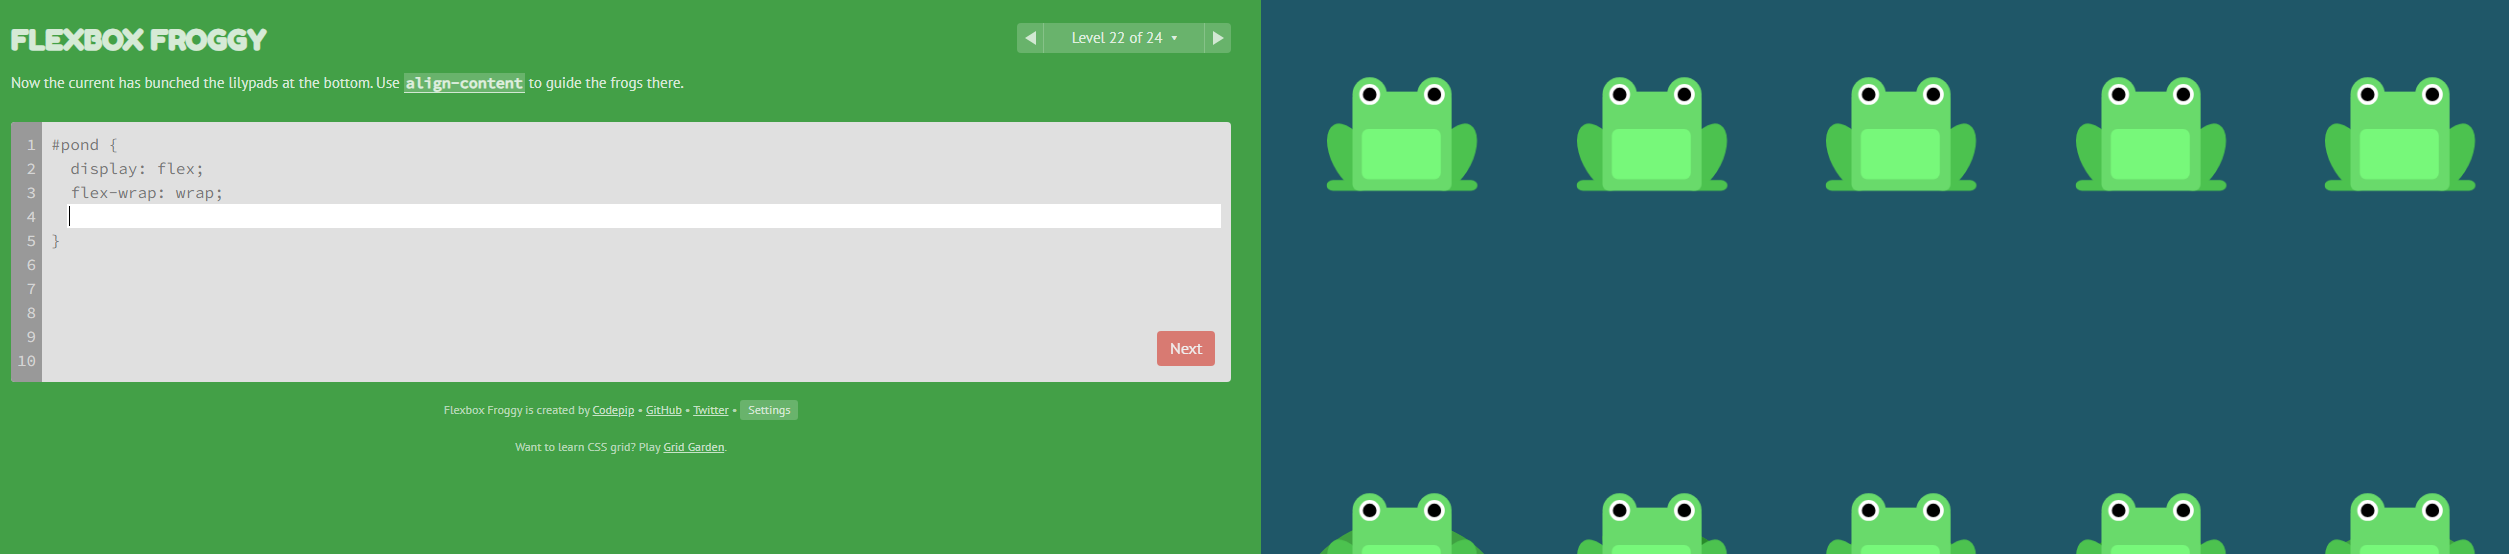 FLEXBOX FROGGY
Level 22 of 24
Now the current has bunched the lilypads at the bottom. Use align-content to guide the frogs there.
1 #pond {
2 display: flex;
3 flex-wrap: wrap;
4
5 }
6
7
8
9
10
Next
Flexbox Froggy is created by Codepip • GitHub • Twitter • Settings
Want to learn CSS grid? Play Grid Garden.